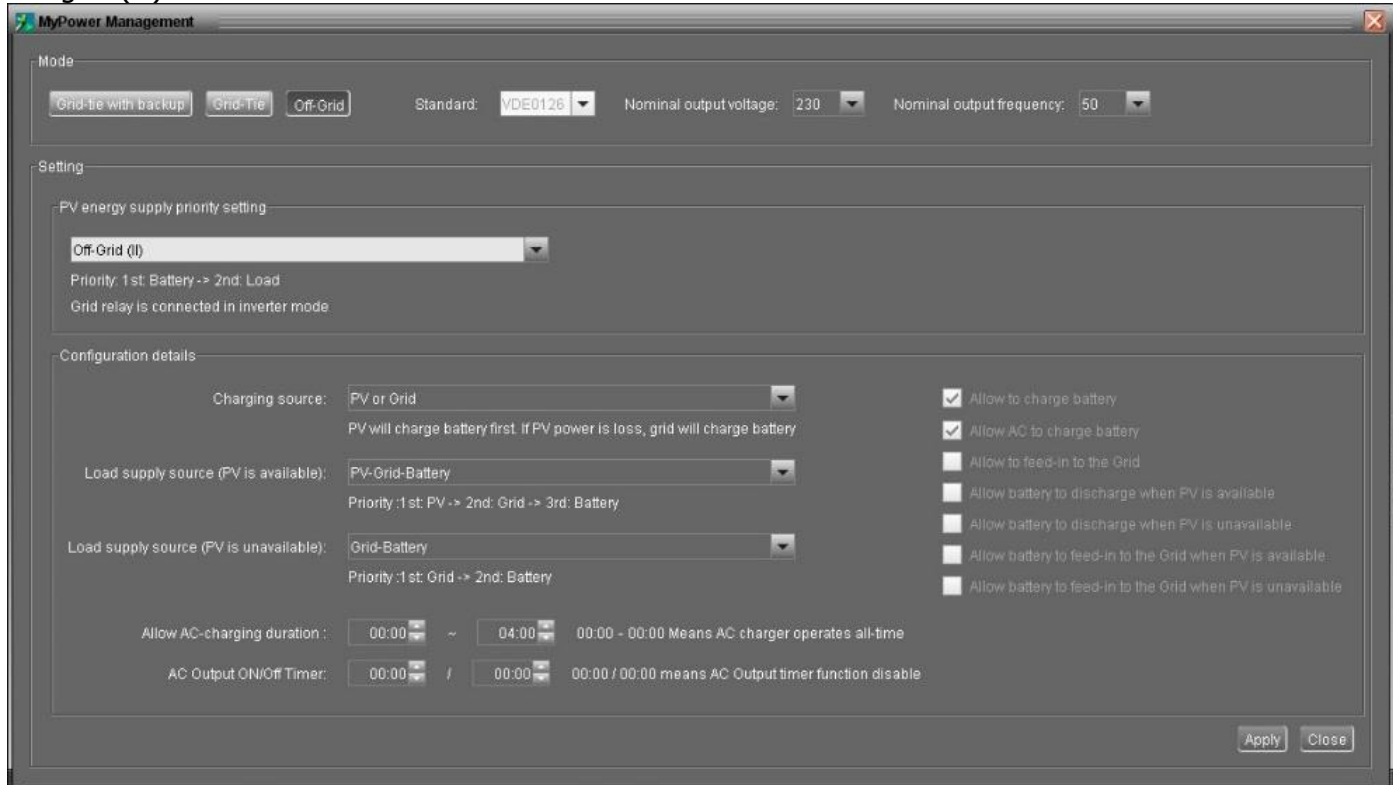 MyPower Management
Mode
Grid-tie with backup Grid-Tie Off-Grid Standard: VDE0126 Nominal output voltage: 230 Nominal output frequency: 50
Setting
PV energy supply priority setting
Off-Grid (II)
Priority: 1st: Battery -> 2nd: Load
Grid relay is connected in inverter mode
Configuration details
Charging source: PV or Grid
PV will charge battery first. If PV power is loss, grid will charge battery
Load supply source (PV is available): PV-Grid-Battery
Priority :1st: PV -> 2nd: Grid -> 3rd: Battery
Load supply source (PV is unavailable): Grid-Battery
Priority :1st: Grid -> 2nd: Battery
Allow to charge battery
Allow AC to charge battery
Allow to feed-in to the Grid
Allow battery to discharge when PV is available
Allow battery to discharge when PV is unavailable
Allow battery to feed-in to the Grid when PV is available
Allow battery to feed-in to the Grid when PV is unavailable
Allow AC-charging duration : 00:00 ~ 04:00 00:00 - 00:00 Means AC charger operates all-time
AC Output ON/Off Timer: 00:00 / 00:00 00:00 / 00:00 means AC Output timer function disable
Apply Close